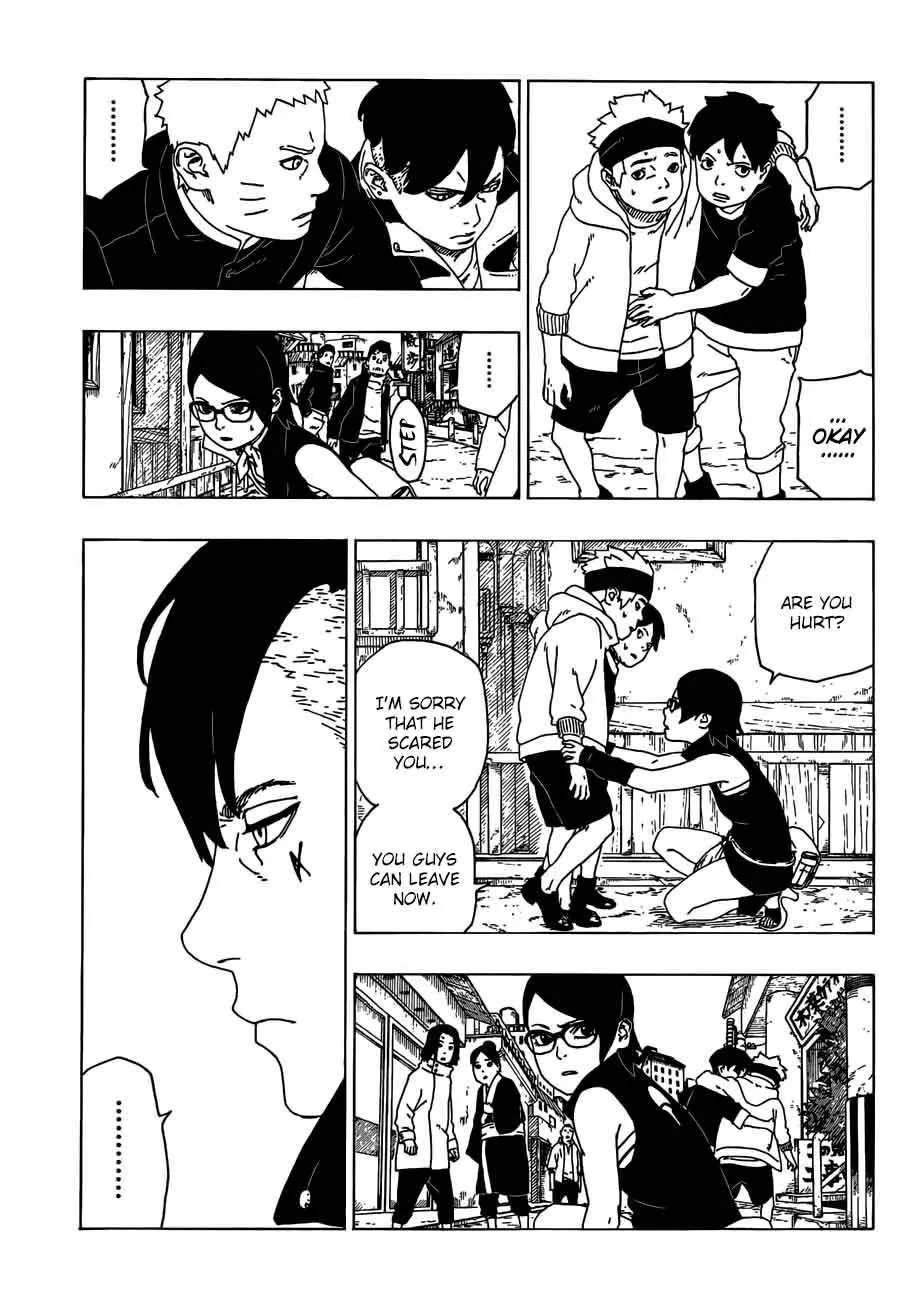 ........
...
OKAY
......
.........
........
STEP
ARE YOU
HURT?
I'M SORRY
THAT HE
SCARED
YOU...
YOU GUYS
CAN LEAVE
NOW.
..........